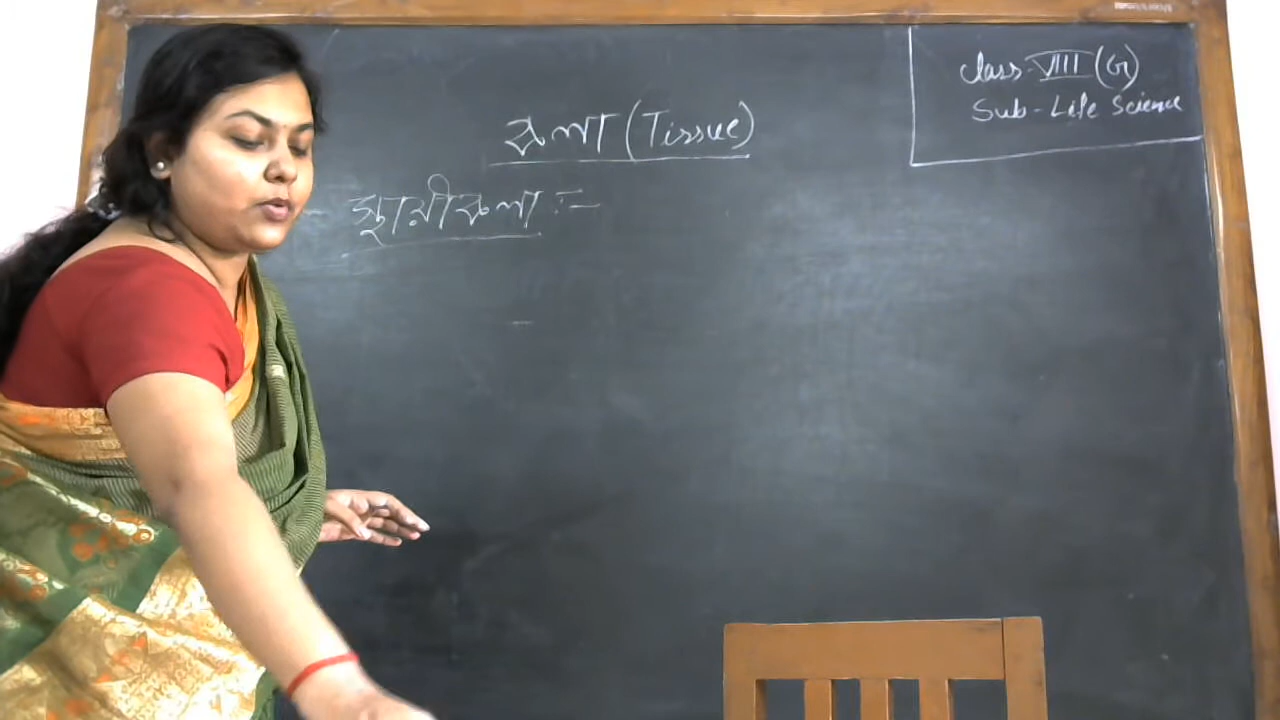 Class-VIII (G)
Sub-Life Science
কলা (Tissue)
স্থায়ীকলা :-